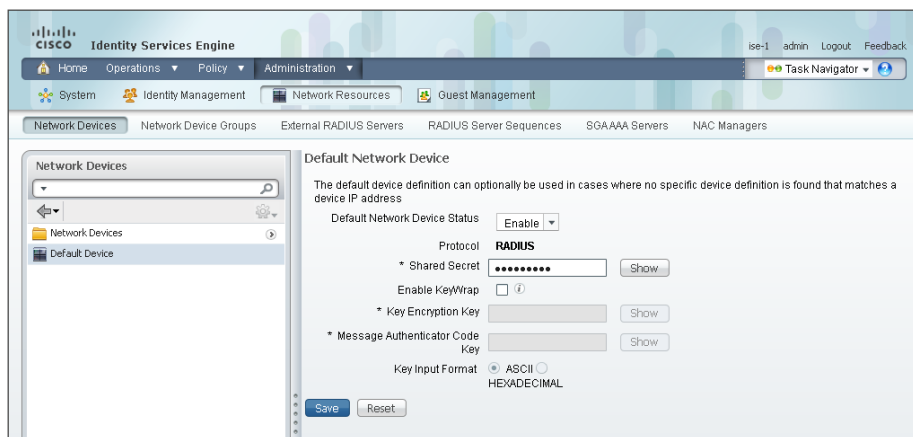 CISCO Identity Services Engine
ise-1 admin Logout Feedback
Home Operations Policy Administration
Task Navigator
System Identity Management Network Resources Guest Management
Network Devices Network Device Groups External RADIUS Servers RADIUS Server Sequences SGA AAA Servers NAC Managers
Network Devices
Network Devices
Default Device
Default Network Device
The default device definition can optionally be used in cases where no specific device definition is found that matches a
device IP address
Default Network Device Status Enable
Protocol RADIUS
* Shared Secret ••••••••• Show
Enable KeyWrap
* Key Encryption Key Show
* Message Authenticator Code
Key Show
Key Input Format ASCII
HEXADECIMAL
Save Reset